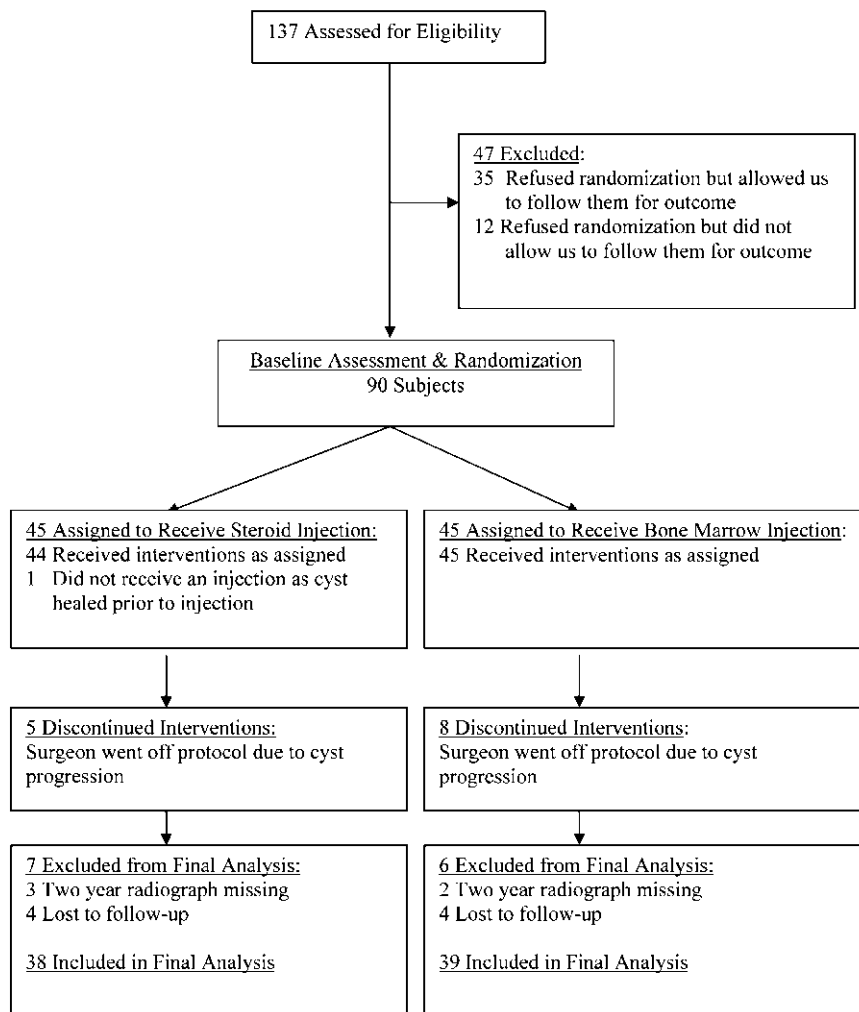 137 Assessed for Eligibility
47 Excluded:
35 Refused randomization but allowed us
to follow them for outcome
12 Refused randomization but did not
allow us to follow them for outcome
Baseline Assessment & Randomization
90 Subjects
45 Assigned to Receive Steroid Injection:
44 Received interventions as assigned
1 Did not receive an injection as cyst
healed prior to injection
45 Assigned to Receive Bone Marrow Injection:
45 Received interventions as assigned
5 Discontinued Interventions:
Surgeon went off protocol due to cyst
progression
8 Discontinued Interventions:
Surgeon went off protocol due to cyst
progression
7 Excluded from Final Analysis:
3 Two year radiograph missing
4 Lost to follow-up
38 Included in Final Analysis
6 Excluded from Final Analysis:
2 Two year radiograph missing
4 Lost to follow-up
39 Included in Final Analysis